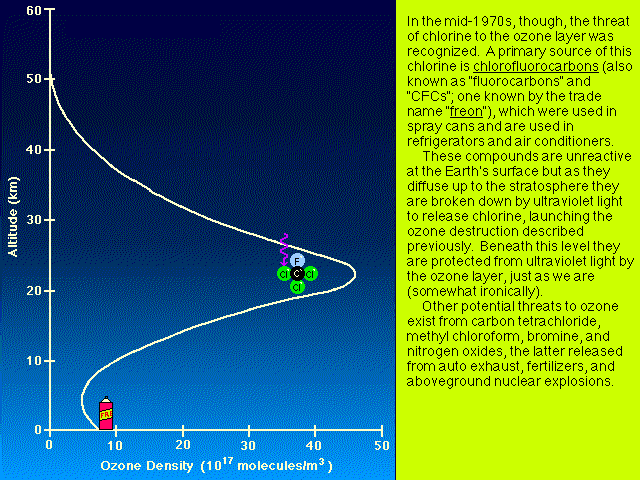 60
50
40
30
20
10
0
Altitude (km)
F
Cl C Cl
Cl
FRE
0 10 20 30 40 50
Ozone Density (10¹⁷ molecules/m³)
In the mid-1970s, though, the threat
of chlorine to the ozone layer was
recognized. A primary source of this
chlorine is chlorofluorocarbons (also
known as "fluorocarbons" and
"CFCs"; one known by the trade
name "freon"), which were used in
spray cans and are used in
refrigerators and air conditioners.
These compounds are unreactive
at the Earth's surface but as they
diffuse up to the stratosphere they
are broken down by ultraviolet light
to release chlorine, launching the
ozone destruction described
previously. Beneath this level they
are protected from ultraviolet light by
the ozone layer, just as we are
(somewhat ironically).
Other potential threats to ozone
exist from carbon tetrachloride,
methyl chloroform, bromine, and
nitrogen oxides, the latter released
from auto exhaust, fertilizers, and
aboveground nuclear explosions.